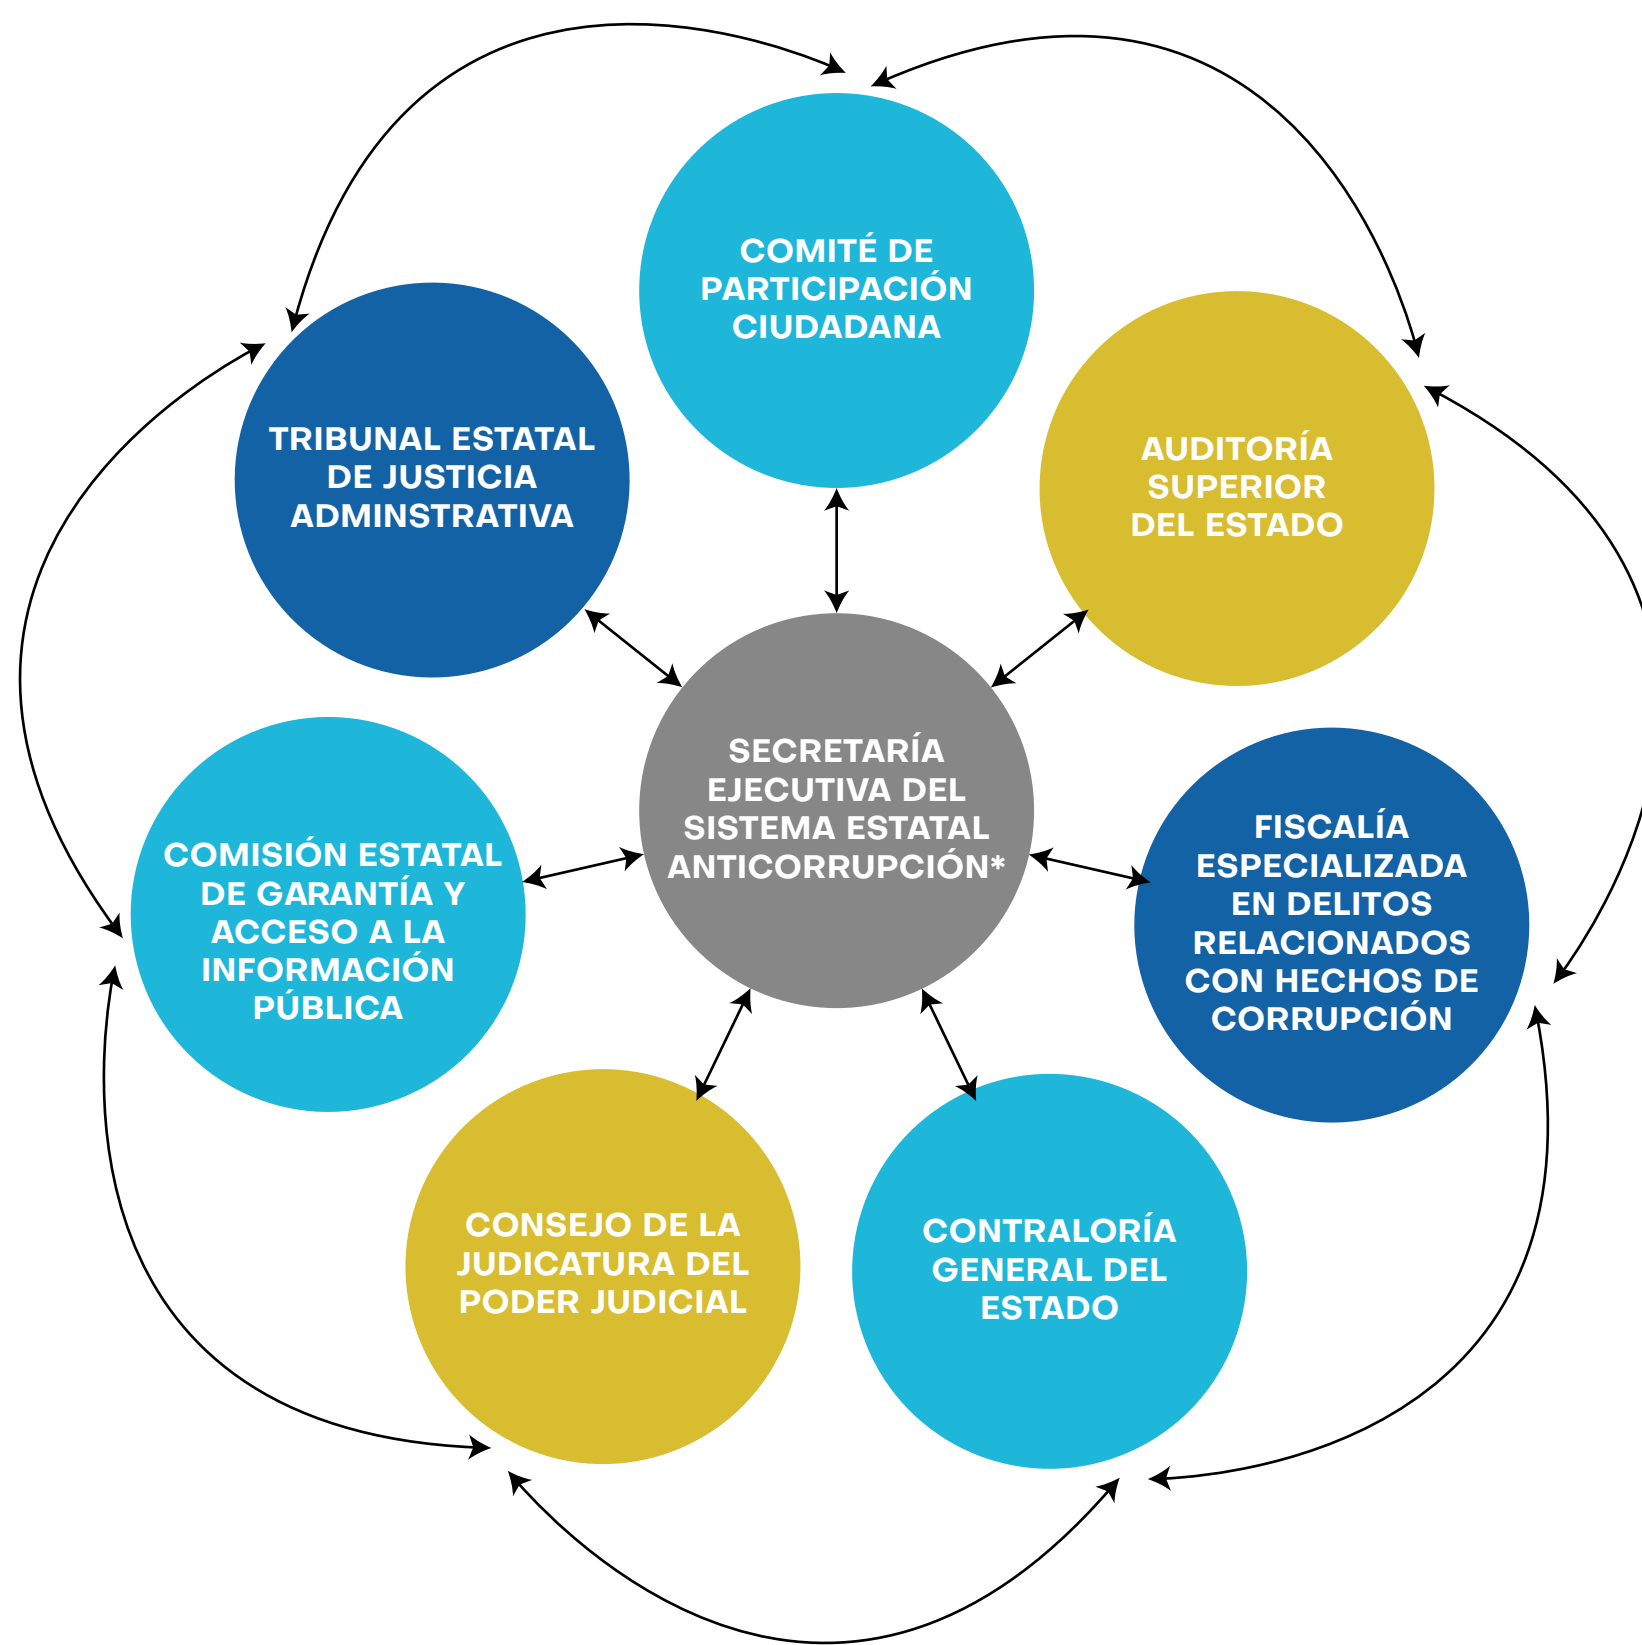 COMITÉ DE
PARTICIPACIÓN
CIUDADANA
TRIBUNAL ESTATAL
DE JUSTICIA
ADMINSTRATIVA
AUDITORÍA
SUPERIOR
DEL ESTADO
SECRETARÍA
EJECUTIVA DEL
SISTEMA ESTATAL
ANTICORRUPCIÓN*
COMISIÓN ESTATAL
DE GARANTÍA Y
ACCESO A LA
INFORMACIÓN
PÚBLICA
FISCALÍA
ESPECIALIZADA
EN DELITOS
RELACIONADOS
CON HECHOS DE
CORRUPCIÓN
CONSEJO DE LA
JUDICATURA DEL
PODER JUDICIAL
CONTRALORÍA
GENERAL DEL
ESTADO